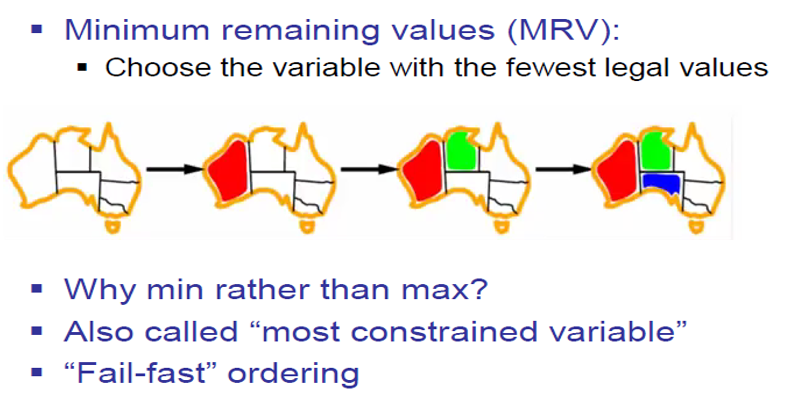 ▪ Minimum remaining values (MRV):
▪ Choose the variable with the fewest legal values
▪ Why min rather than max?
▪ Also called “most constrained variable”
▪ “Fail-fast” ordering